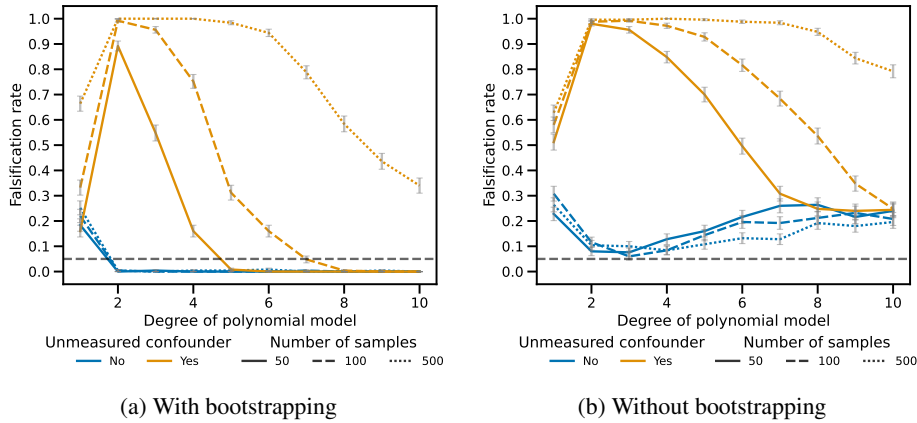 1.0
0.9
0.8
0.7
0.6
0.5
0.4
0.3
0.2
0.1
0.0
Falsification rate
2 4 6 8 10
Degree of polynomial model
Unmeasured confounder Number of samples
No Yes 50 100 500
(a) With bootstrapping
1.0
0.9
0.8
0.7
0.6
0.5
0.4
0.3
0.2
0.1
0.0
Falsification rate
2 4 6 8 10
Degree of polynomial model
Unmeasured confounder Number of samples
No Yes 50 100 500
(b) Without bootstrapping